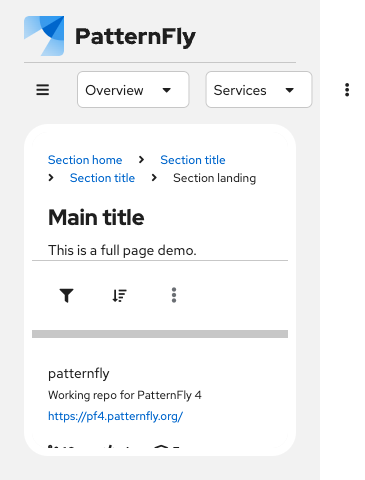 PatternFly
Overview
Services
Section home
Section title
Section title
Section landing
Main title
This is a full page demo.
patternfly
Working repo for PatternFly 4
https://pf4.patternfly.org/